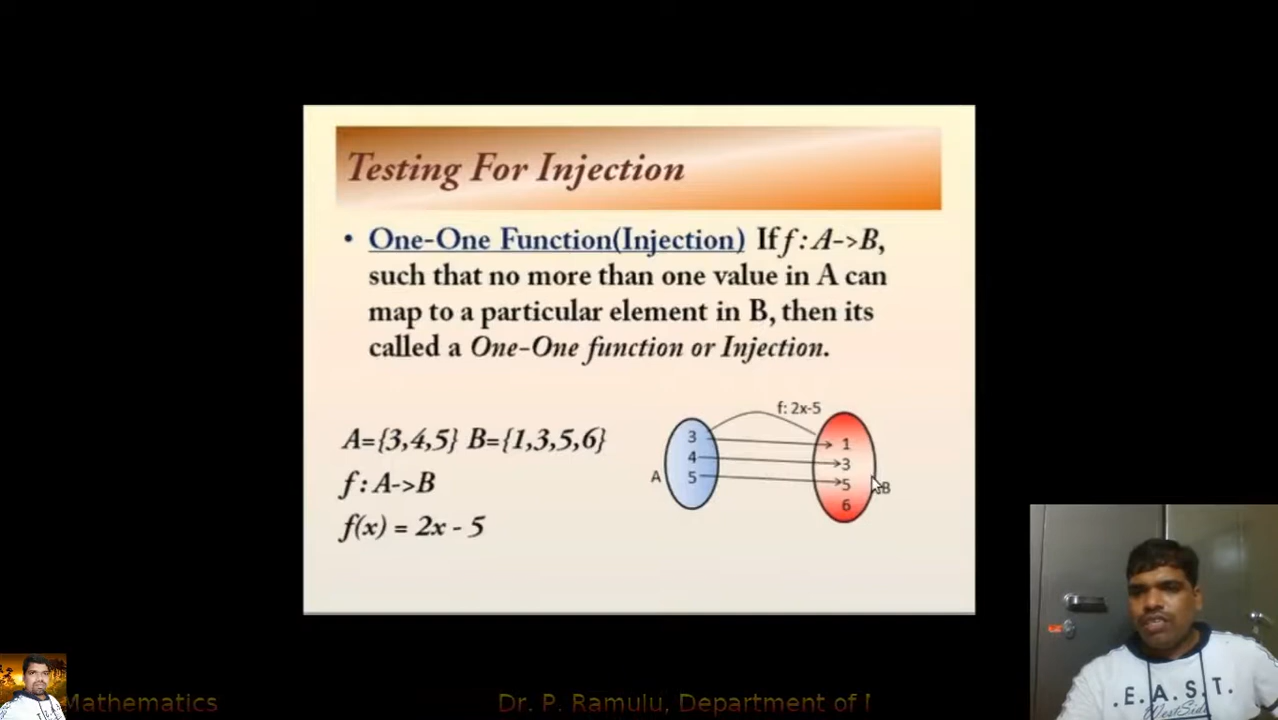 Testing For Injection
• One-One Function(Injection) If f : A->B,
such that no more than one value in A can
map to a particular element in B, then its
called a One-One function or Injection.
f: 2x-5
A={3,4,5} B={1,3,5,6}
f : A->B
f(x) = 2x - 5
A
3
4
5
1
3
5
6
B
.E.A.S.T.
WestSide
Mathematics
Dr. P. Ramulu, Department of